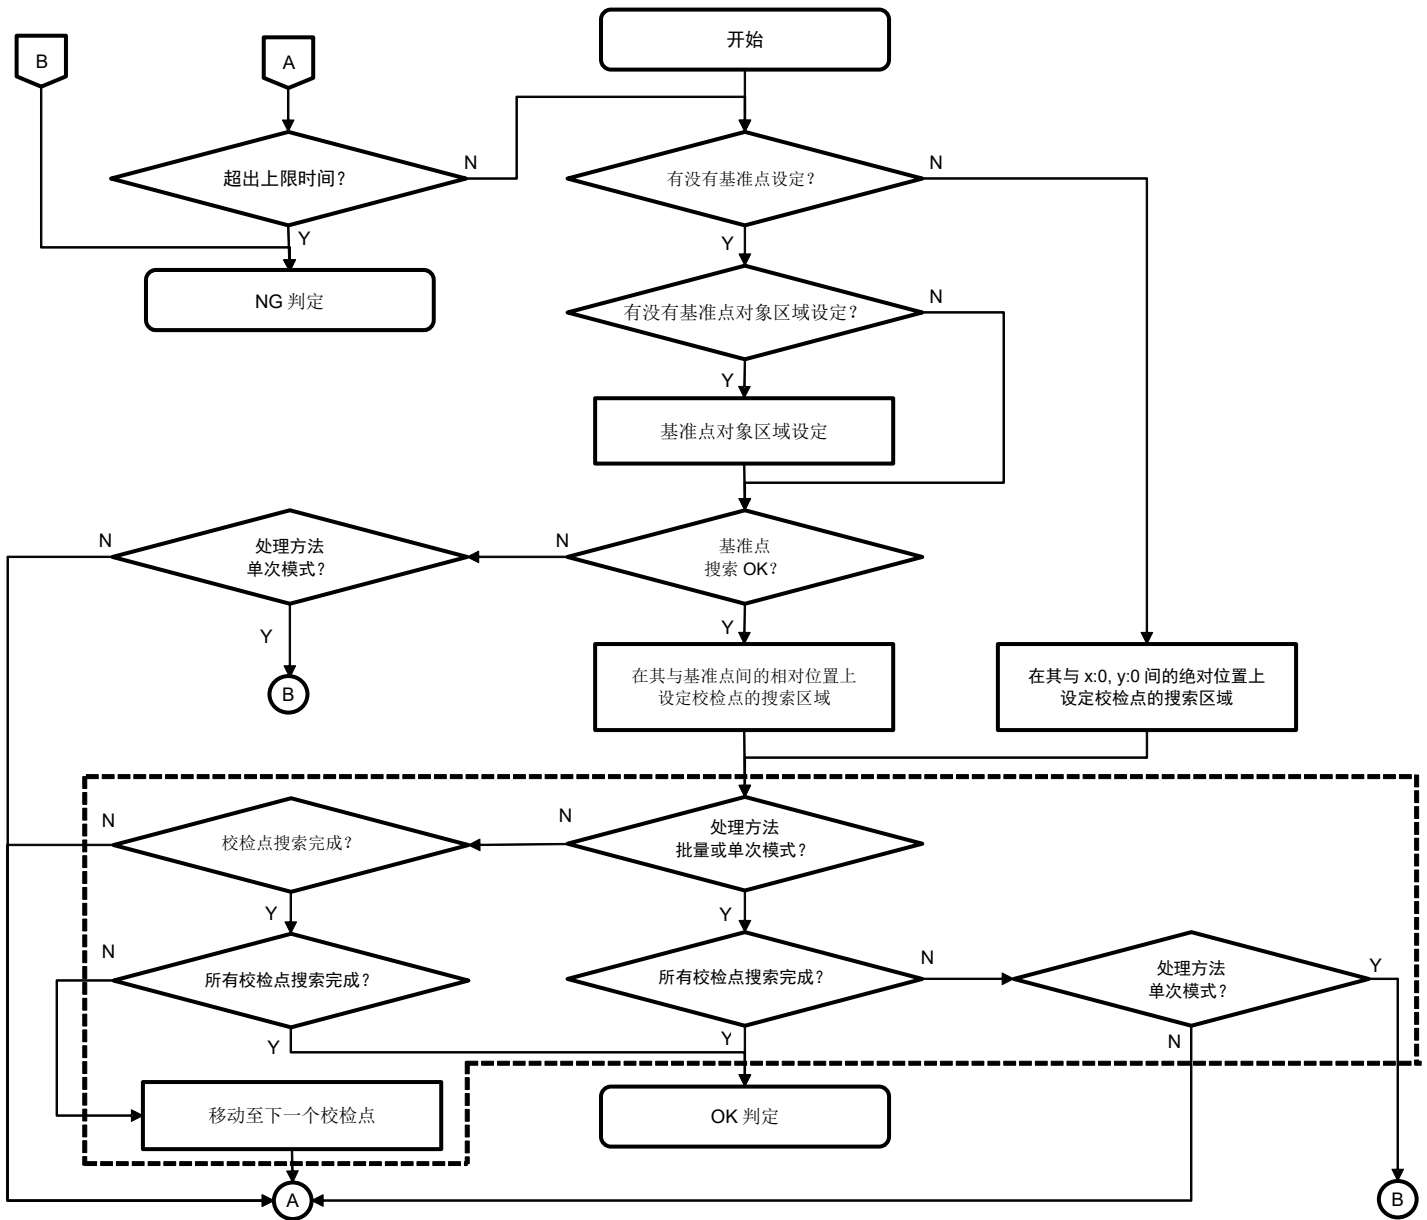 开始
B
A
超出上限时间?
N
有没有基准点设定?
N
Y
Y
NG 判定
有没有基准点对象区域设定?
N
Y
基准点对象区域设定
N
处理方法
单次模式?
N
基准点
搜索 OK?
Y
Y
B
在其与基准点间的相对位置上
设定校检点的搜索区域
在其与 x:0, y:0 间的绝对位置上
设定校检点的搜索区域
N
校检点搜索完成?
N
处理方法
批量或单次模式?
Y
Y
N
所有校检点搜索完成?
所有校检点搜索完成?
N
处理方法
单次模式?
Y
Y
Y
N
移动至下一个校检点
OK 判定
A
B